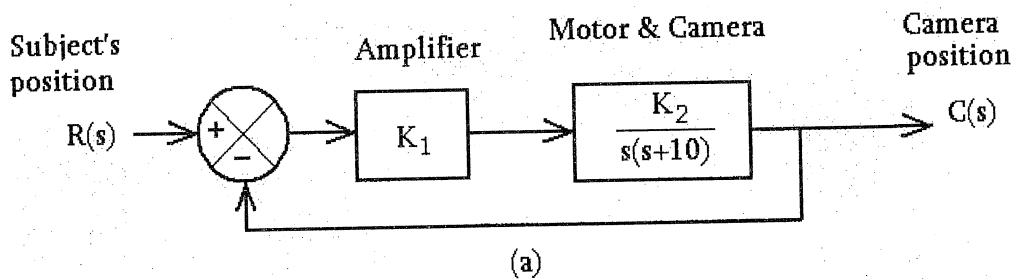 Subject's
position
Amplifier
Motor & Camera
Camera
position
R(s)
+
−
K₁
K₂
s(s+10)
C(s)
(a)